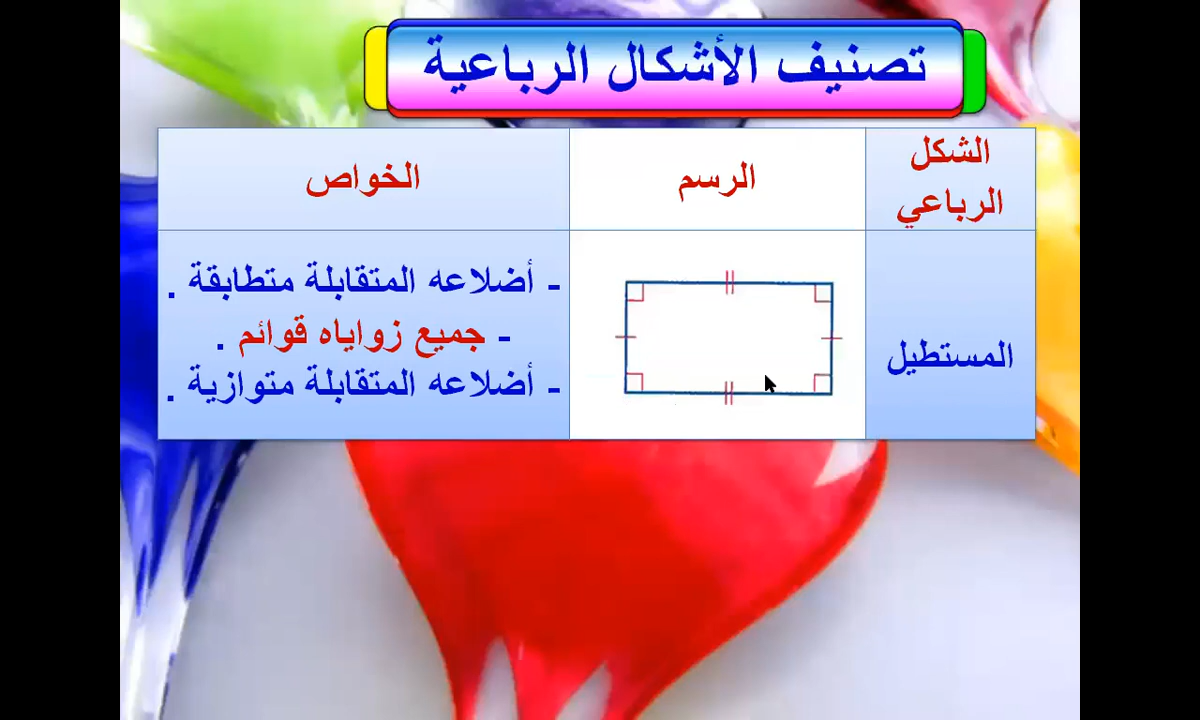 تصنيف الأشكال الرباعية
الشكل
الرباعي
الرسم
الخواص
المستطيل
- أضلاعه المتقابلة متطابقة .
- جميع زواياه قوائم .
- أضلاعه المتقابلة متوازية .